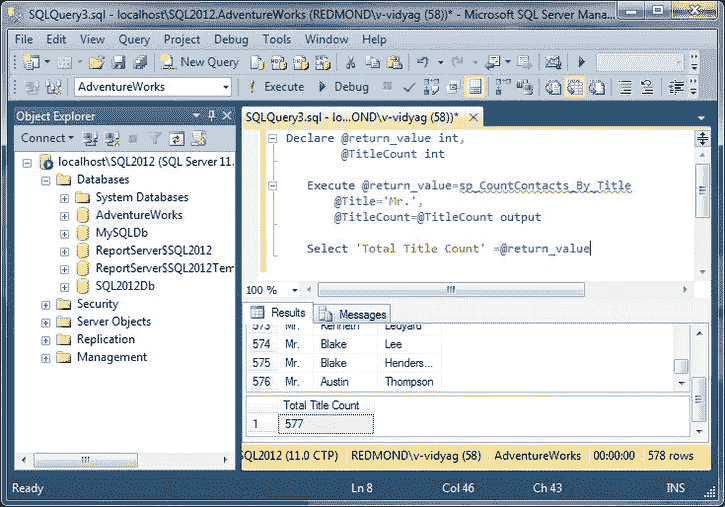 SQLQuery3.sql - localhost\SQL2012.AdventureWorks (REDMOND\v-vidyag (58))* - Microsoft SQL Server Mana...
File Edit View Query Project Debug Tools Window Help
New Query
AdventureWorks Execute Debug
Object Explorer
Connect
localhost\SQL2012 (SQL Server 11.
Databases
System Databases
AdventureWorks
MySQLDb
ReportServer$SQL2012
ReportServer$SQL2012Tem
SQL2012Db
Security
Server Objects
Replication
Management
SQLQuery3.sql - lo...OND\v-vidyag (58))*
Declare @return_value int,
@TitleCount int
Execute @return_value=sp_CountContacts_By_Title
@Title='Mr.',
@TitleCount=@TitleCount output
Select 'Total Title Count' =@return_value
100 %
Results Messages
573 Mr. Kenneth Ledyard
574 Mr. Blake Lee
575 Mr. Blake Henders...
576 Mr. Austin Thompson
Total Title Count
1 577
SQL2012 (11.0 CTP) REDMOND\v-vidyag (58) AdventureWorks 00:00:00 578 rows
Ready Ln 8 Col 46 Ch 43 INS